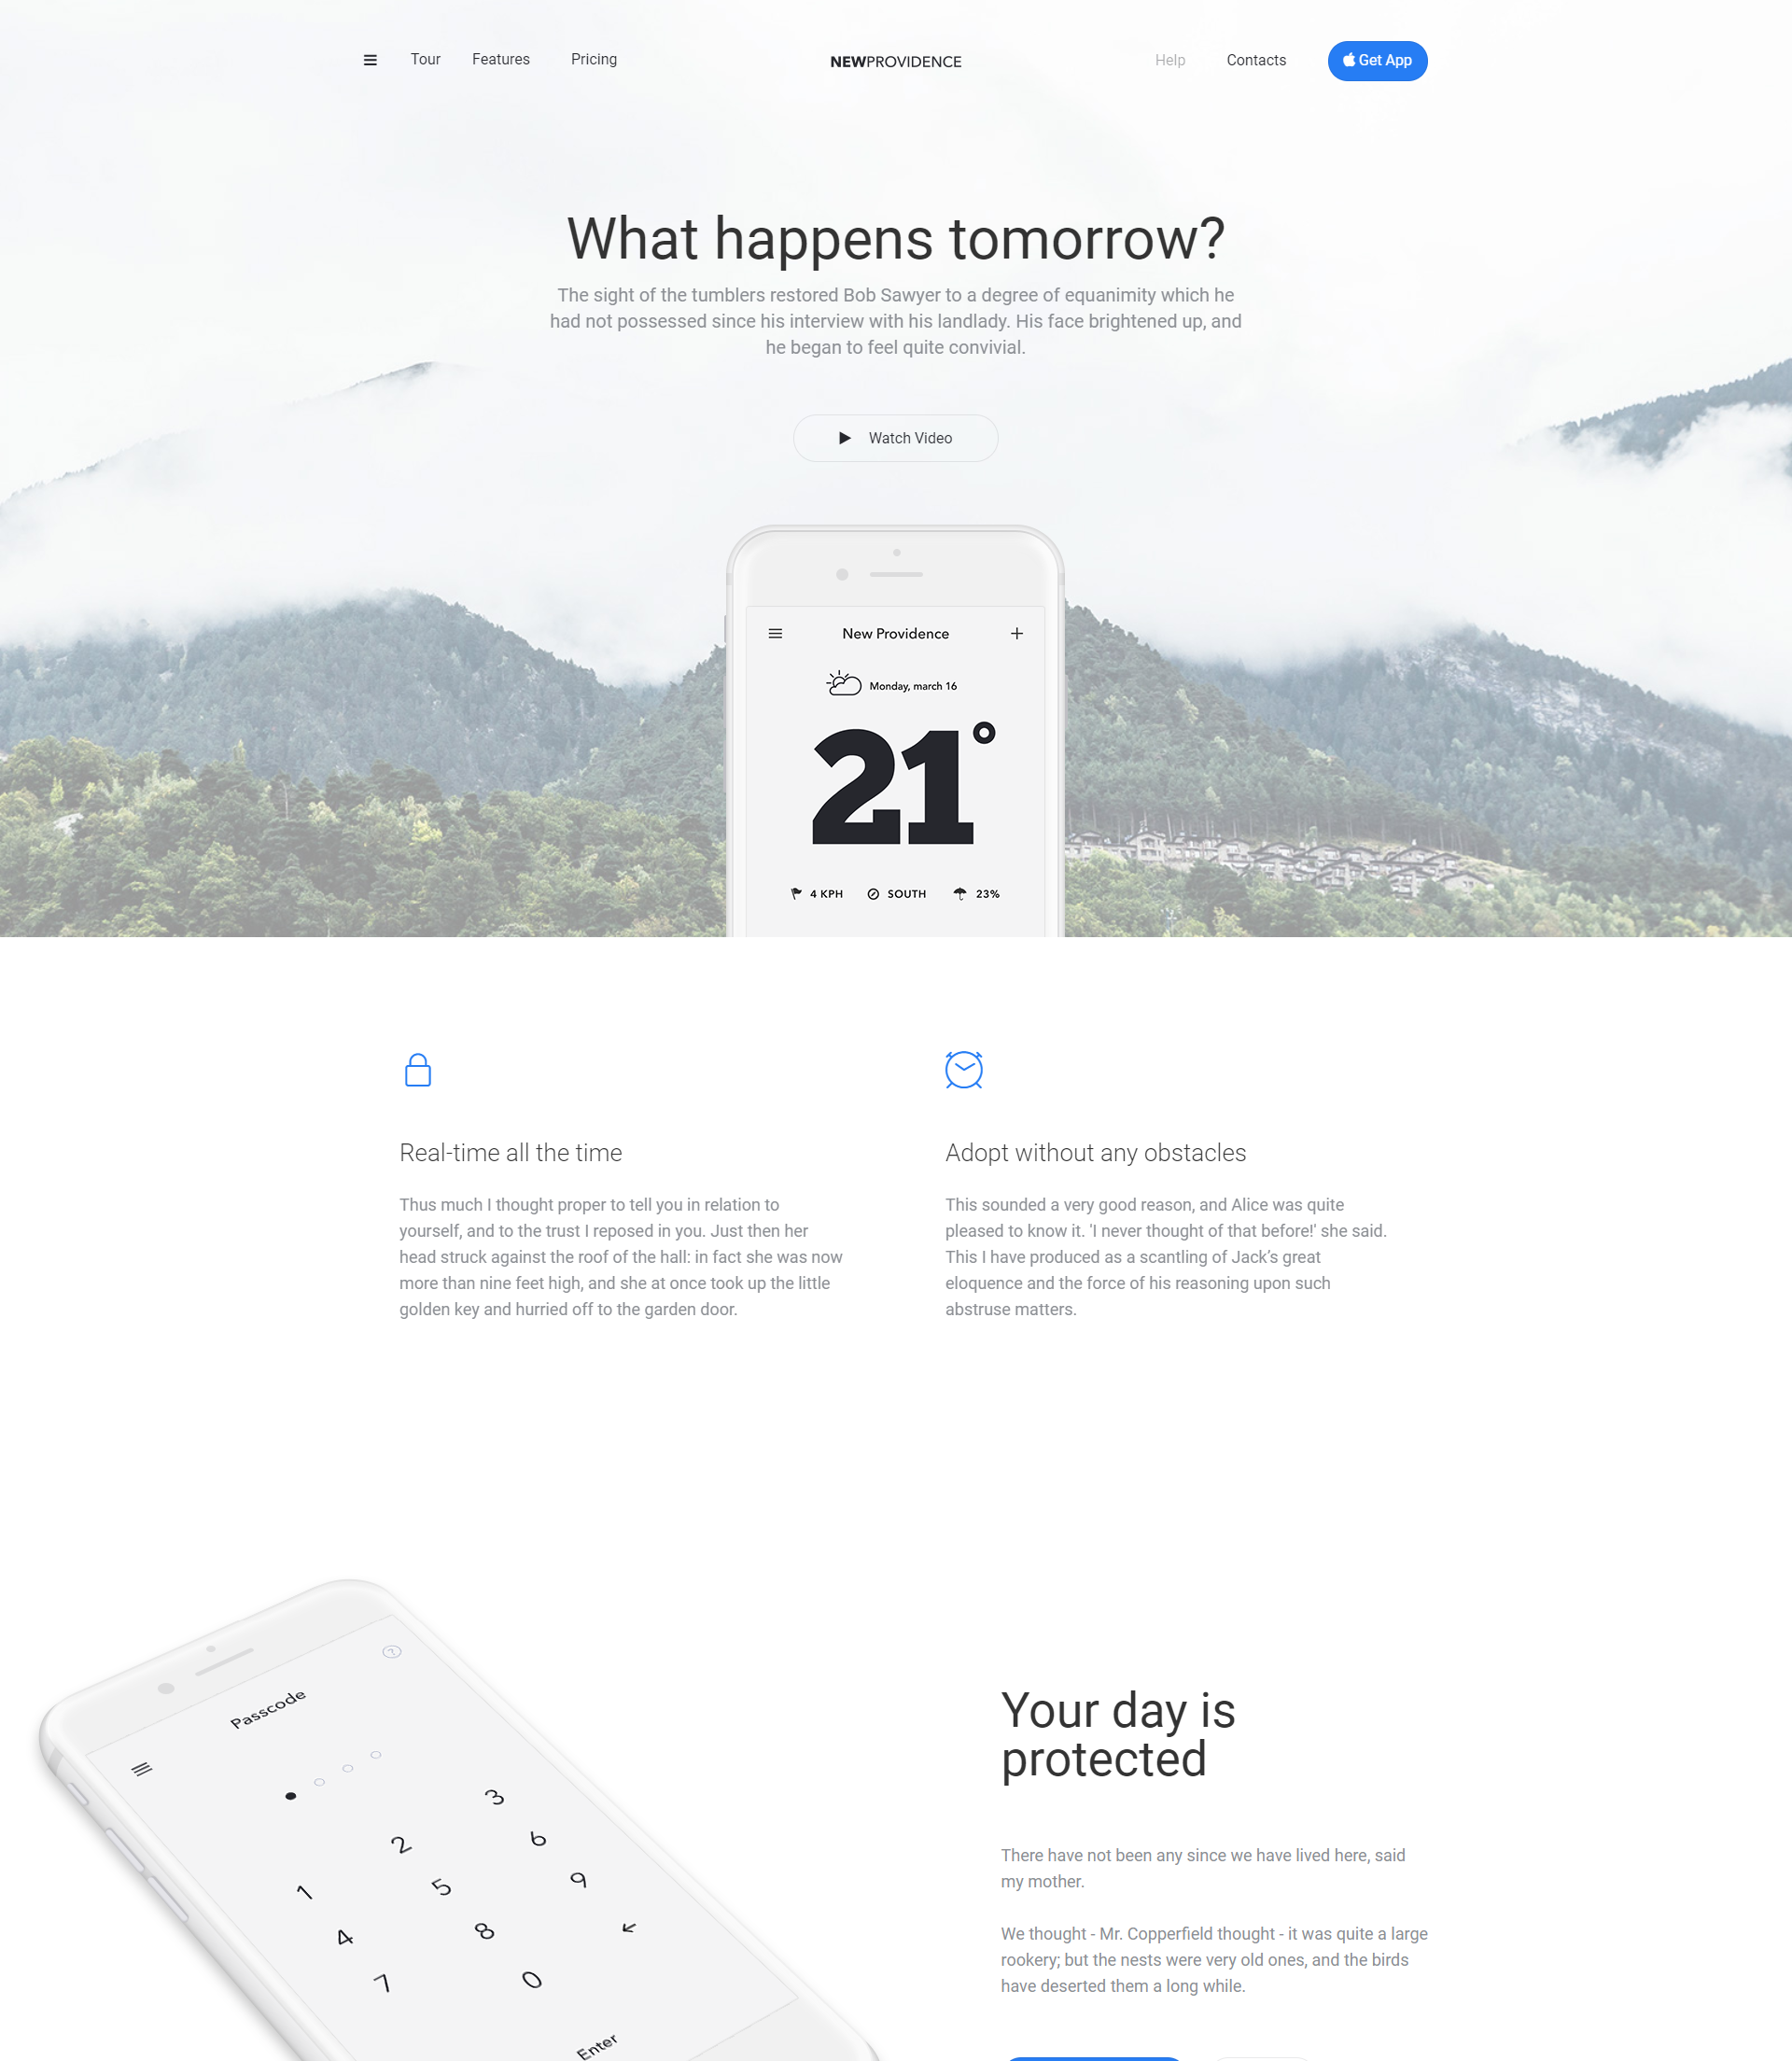 Tour Features Pricing NEWPROVIDENCE Help Contacts Get App
What happens tomorrow?
The sight of the tumblers restored Bob Sawyer to a degree of equanimity which he
had not possessed since his interview with his landlady. His face brightened up, and
he began to feel quite convivial.
Watch Video
New Providence
Monday, march 16
21°
4 KPH SOUTH 23%
Real-time all the time
Thus much I thought proper to tell you in relation to
yourself, and to the trust I reposed in you. Just then her
head struck against the roof of the hall: in fact she was now
more than nine feet high, and she at once took up the little
golden key and hurried off to the garden door.
Adopt without any obstacles
This sounded a very good reason, and Alice was quite
pleased to know it. 'I never thought of that before!' she said.
This I have produced as a scantling of Jack’s great
eloquence and the force of his reasoning upon such
abstruse matters.
Passcode
1 2 3
4 5 6
7 8 9
0
Enter
Your day is
protected
There have not been any since we have lived here, said
my mother.
We thought - Mr. Copperfield thought - it was quite a large
rookery; but the nests were very old ones, and the birds
have deserted them a long while.